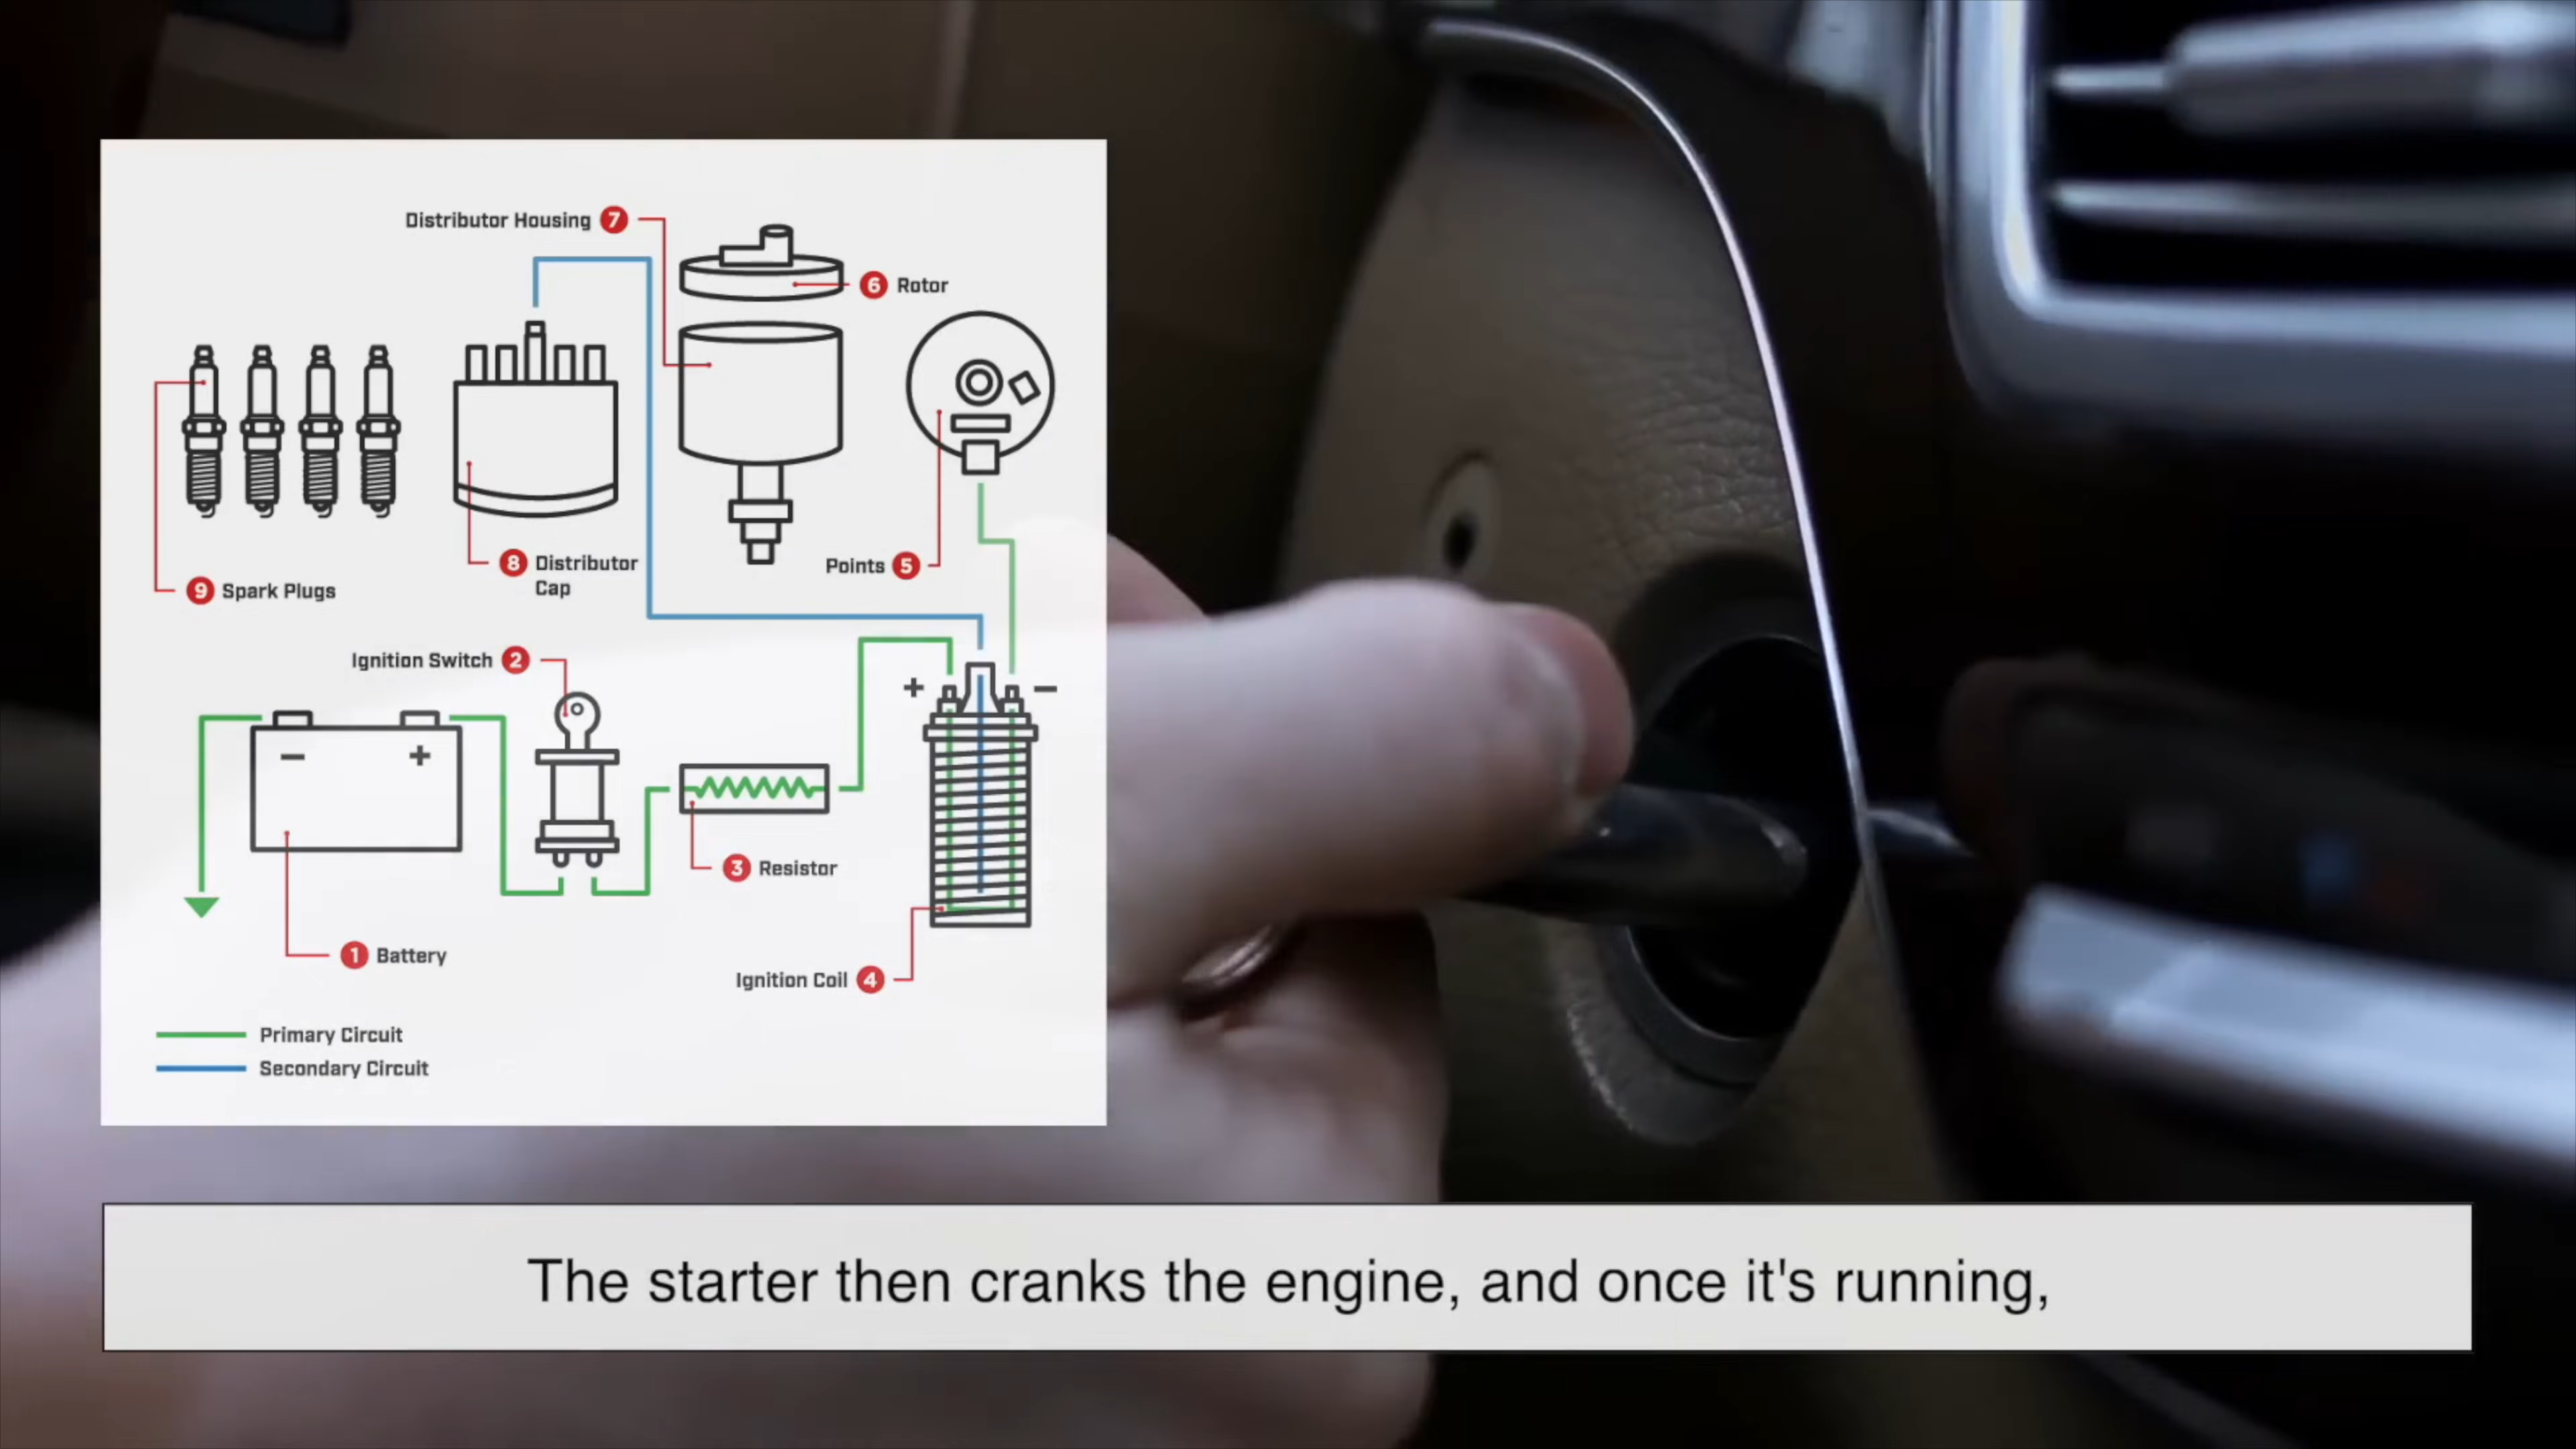 Distributor Housing 7
6 Rotor
Points 5
8 Distributor
Cap
9 Spark Plugs
Ignition Switch 2
+ −
− +
3 Resistor
1 Battery
Ignition Coil 4
Primary Circuit
Secondary Circuit
The starter then cranks the engine, and once it's running,